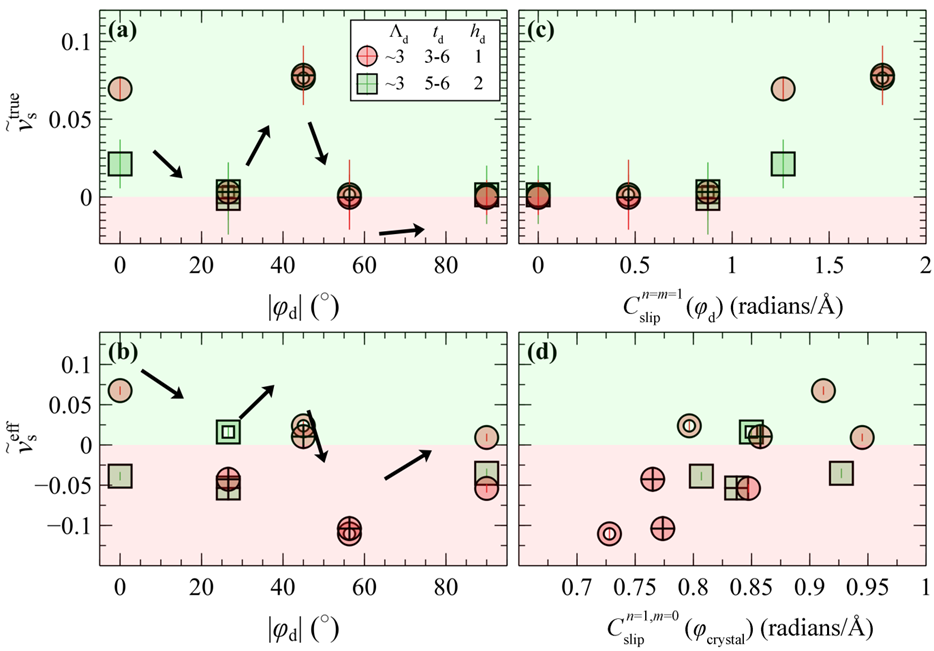 (a)
Λd td hd
~3 3-6 1
~3 5-6 2
0.1
0.05
0
ṽs true
0 20 40 60 80
|φd| (°)
(c)
0 0.5 1 1.5 2
Cslip n=m=1 (φd) (radians/Å)
(b)
0.1
0.05
0
−0.05
−0.1
ṽs eff
0 20 40 60 80
|φd| (°)
(d)
0.7 0.75 0.8 0.85 0.9 0.95 1
Cslip n=1,m=0 (φcrystal) (radians/Å)